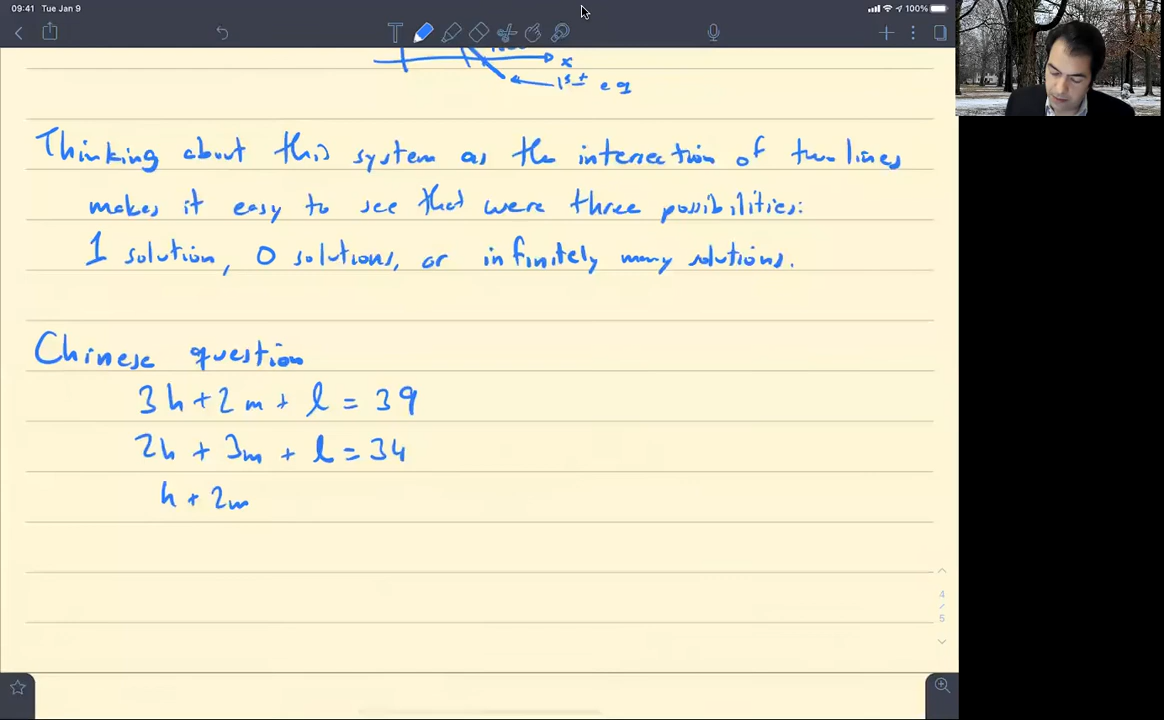 09:41 Tue Jan 9
100%
T
x
1st eq
Thinking about this system as the intersection of two lines
makes it easy to see that were three possibilities:
1 solution, 0 solutions, or infinitely many solutions.
Chinese question
3h + 2m + l = 39
2h + 3m + l = 34
h + 2m
4
/
5